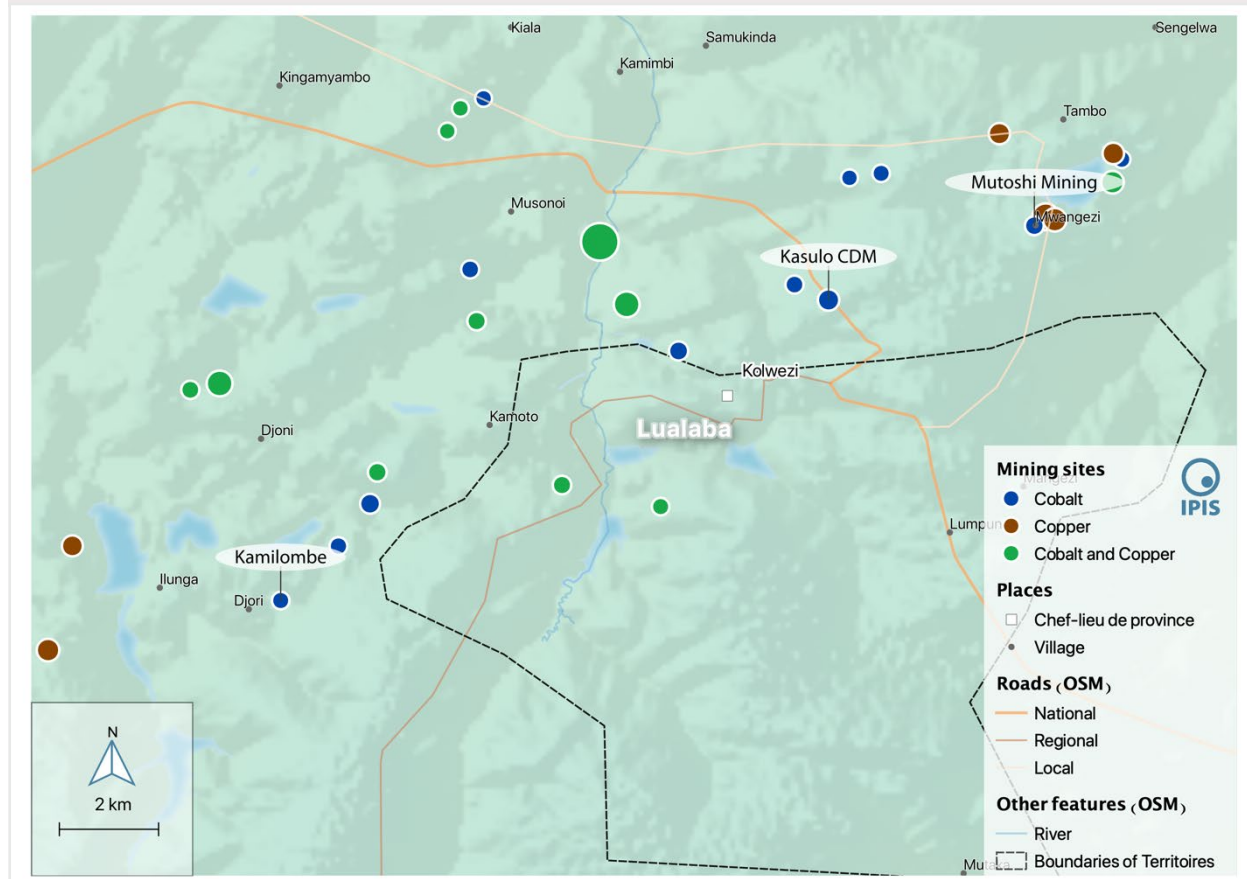 Kiala
Samukinda
Sengelwa
Kamimbi
Kingamyambo
Tambo
Mutoshi Mining
Musonoi
Mwangezi
Kasulo CDM
Kolwezi
Kamoto
Lualaba
Djoni
Kamilombe
Ilunga
Djori
Lumpun
Mangezi
Mutaka
N
2 km
Mining sites
IPIS
Cobalt
Copper
Cobalt and Copper
Places
Chef-lieu de province
Village
Roads (OSM)
National
Regional
Local
Other features (OSM)
River
Boundaries of Territoires